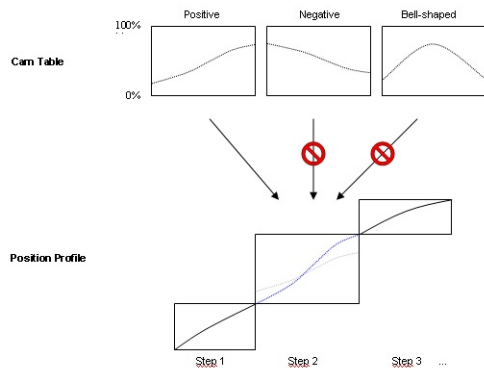 Positive Negative Bell-shaped
100%
Cam Table
0%
Position Profile
Step 1 Step 2 Step 3 ...